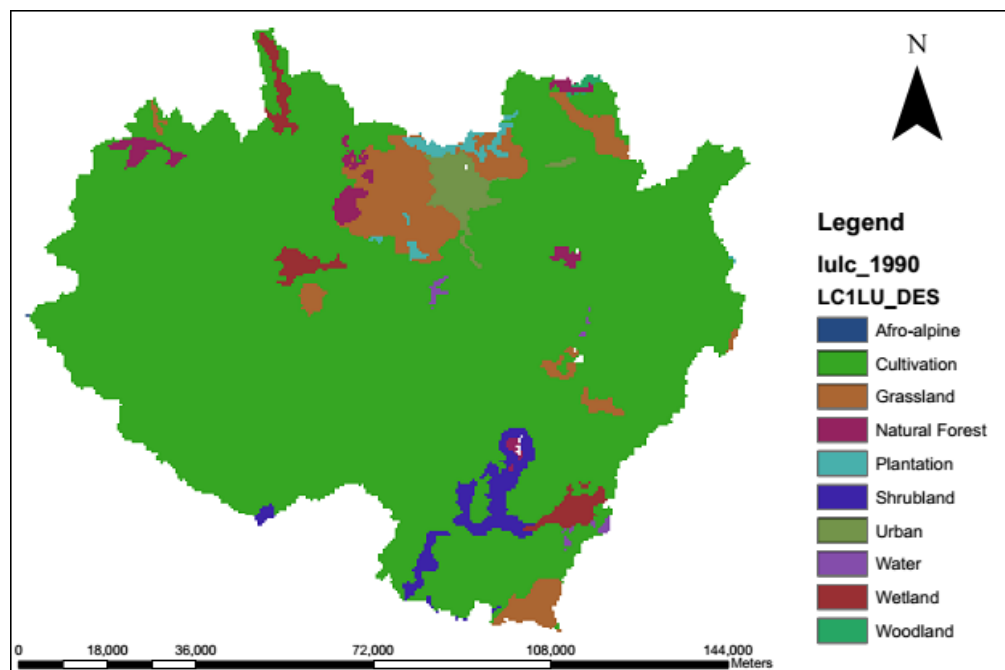 N
Legend
lulc_1990
LC1LU_DES
Afro-alpine
Cultivation
Grassland
Natural Forest
Plantation
Shrubland
Urban
Water
Wetland
Woodland
0 18,000 36,000 72,000 108,000 144,000
Meters